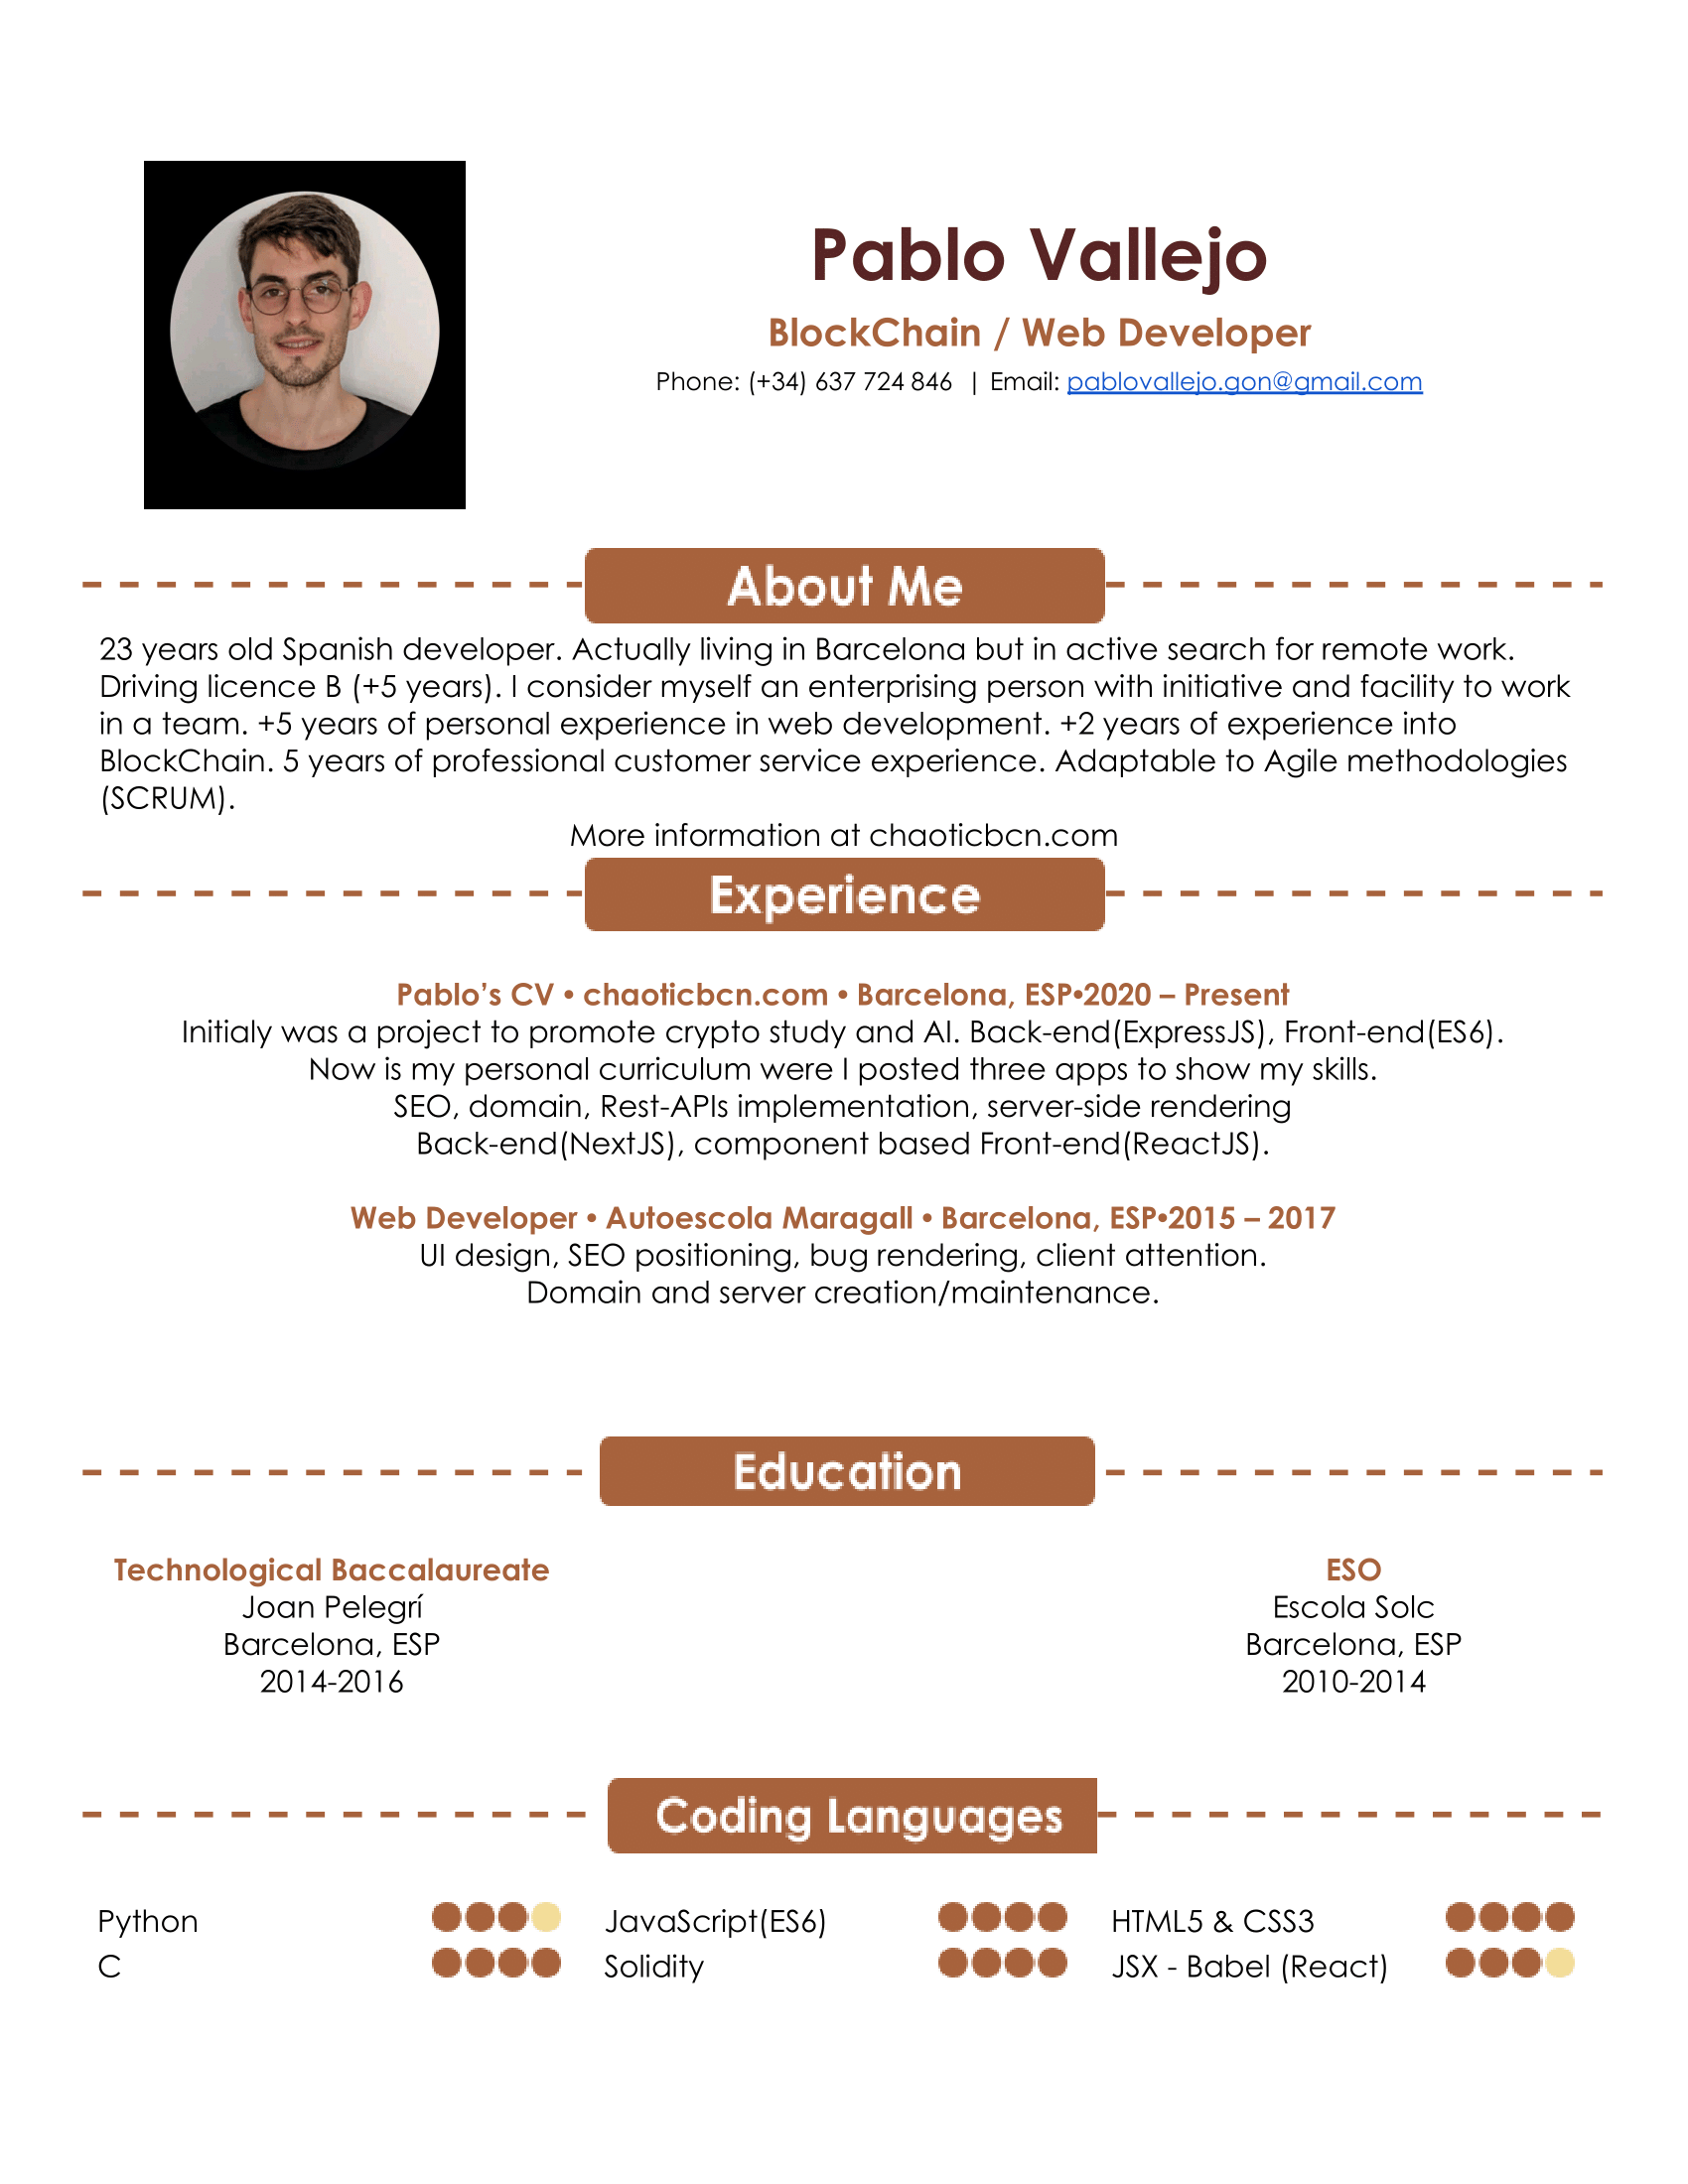 Pablo Vallejo
BlockChain / Web Developer
Phone: (+34) 637 724 846 | Email: pablovallejo.gon@gmail.com
About Me
23 years old Spanish developer. Actually living in Barcelona but in active search for remote work.
Driving licence B (+5 years). I consider myself an enterprising person with initiative and facility to work
in a team. +5 years of personal experience in web development. +2 years of experience into
BlockChain. 5 years of professional customer service experience. Adaptable to Agile methodologies
(SCRUM).
More information at chaoticbcn.com
Experience
Pablo’s CV • chaoticbcn.com • Barcelona, ESP•2020 – Present
Initialy was a project to promote crypto study and AI. Back-end(ExpressJS), Front-end(ES6).
Now is my personal curriculum were I posted three apps to show my skills.
SEO, domain, Rest-APIs implementation, server-side rendering
Back-end(NextJS), component based Front-end(ReactJS).
Web Developer • Autoescola Maragall • Barcelona, ESP•2015 – 2017
UI design, SEO positioning, bug rendering, client attention.
Domain and server creation/maintenance.
Education
Technological Baccalaureate
Joan Pelegrí
Barcelona, ESP
2014-2016
ESO
Escola Solc
Barcelona, ESP
2010-2014
Coding Languages
Python JavaScript(ES6) HTML5 & CSS3
C Solidity JSX - Babel (React)